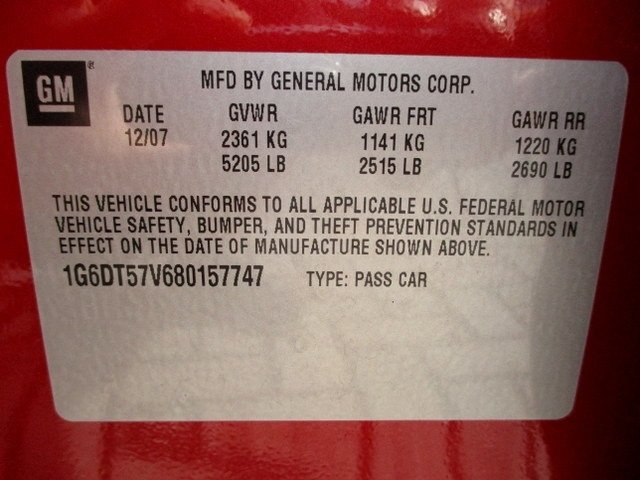 GM®
MFD BY GENERAL MOTORS CORP.
DATE GVWR GAWR FRT GAWR RR
12/07 2361 KG 1141 KG 1220 KG
5205 LB 2515 LB 2690 LB
THIS VEHICLE CONFORMS TO ALL APPLICABLE U.S. FEDERAL MOTOR
VEHICLE SAFETY, BUMPER, AND THEFT PREVENTION STANDARDS IN
EFFECT ON THE DATE OF MANUFACTURE SHOWN ABOVE.
1G6DT57V680157747 TYPE: PASS CAR